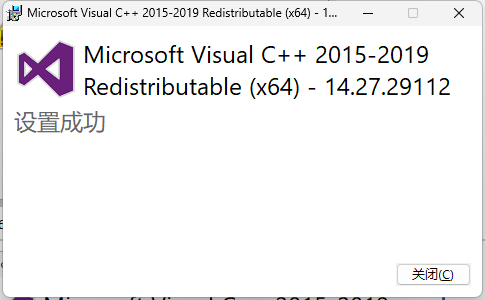 Microsoft Visual C++ 2015-2019 Redistributable (x64) - 1...
Microsoft Visual C++ 2015-2019
Redistributable (x64) - 14.27.29112
设置成功
关闭(C)